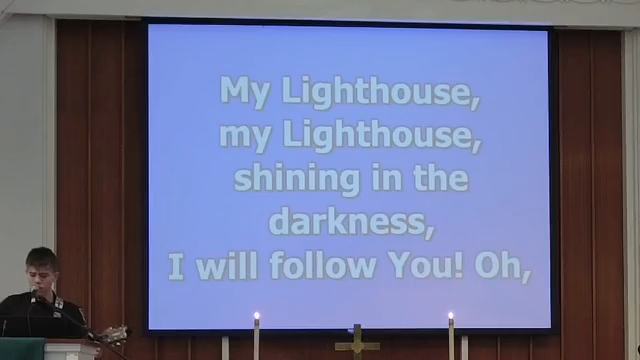 My Lighthouse,
my Lighthouse,
shining in the
darkness,
I will follow You! Oh,